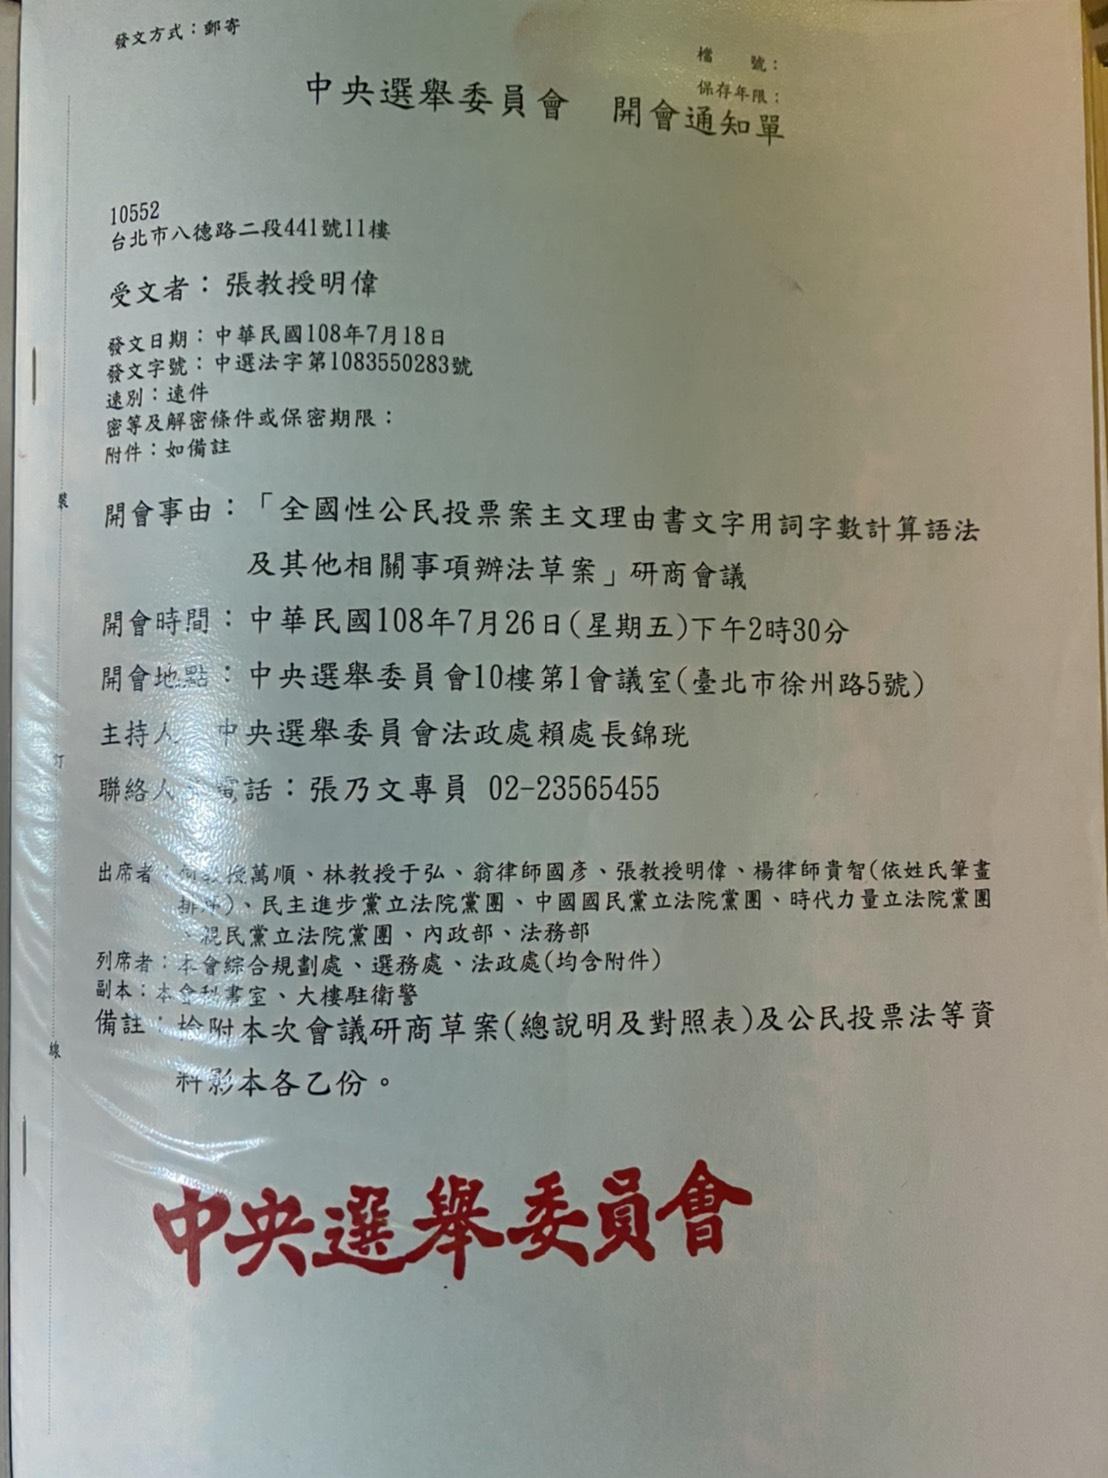 發文方式：郵寄
檔　　號：
保存年限：
中央選舉委員會　開會通知單
10552
台北市八德路二段441號11樓
受文者：張教授明偉
發文日期：中華民國108年7月18日
發文字號：中選法字第1083550283號
速別：速件
密等及解密條件或保密期限：
附件：如備註
開會事由：「全國性公民投票案主文理由書文字用詞字數計算語法
及其他相關事項辦法草案」研商會議
開會時間：中華民國108年7月26日(星期五)下午2時30分
開會地點：中央選舉委員會10樓第1會議室(臺北市徐州路5號)
主持人　中央選舉委員會法政處賴處長錦珖
聯絡人　電話：張乃文專員 02-23565455
出席者：　教授萬順、林教授于弘、翁律師國彥、張教授明偉、楊律師貴智(依姓氏筆畫
排序)、民主進步黨立法院黨團、中國國民黨立法院黨團、時代力量立法院黨團
、親民黨立法院黨團、內政部、法務部
列席者：本會綜合規劃處、選務處、法政處(均含附件)
副本：本會秘書室、大樓駐衛警
備註：檢附本次會議研商草案(總說明及對照表)及公民投票法等資
料影本各乙份。
裝
訂
線
中央選舉委員會